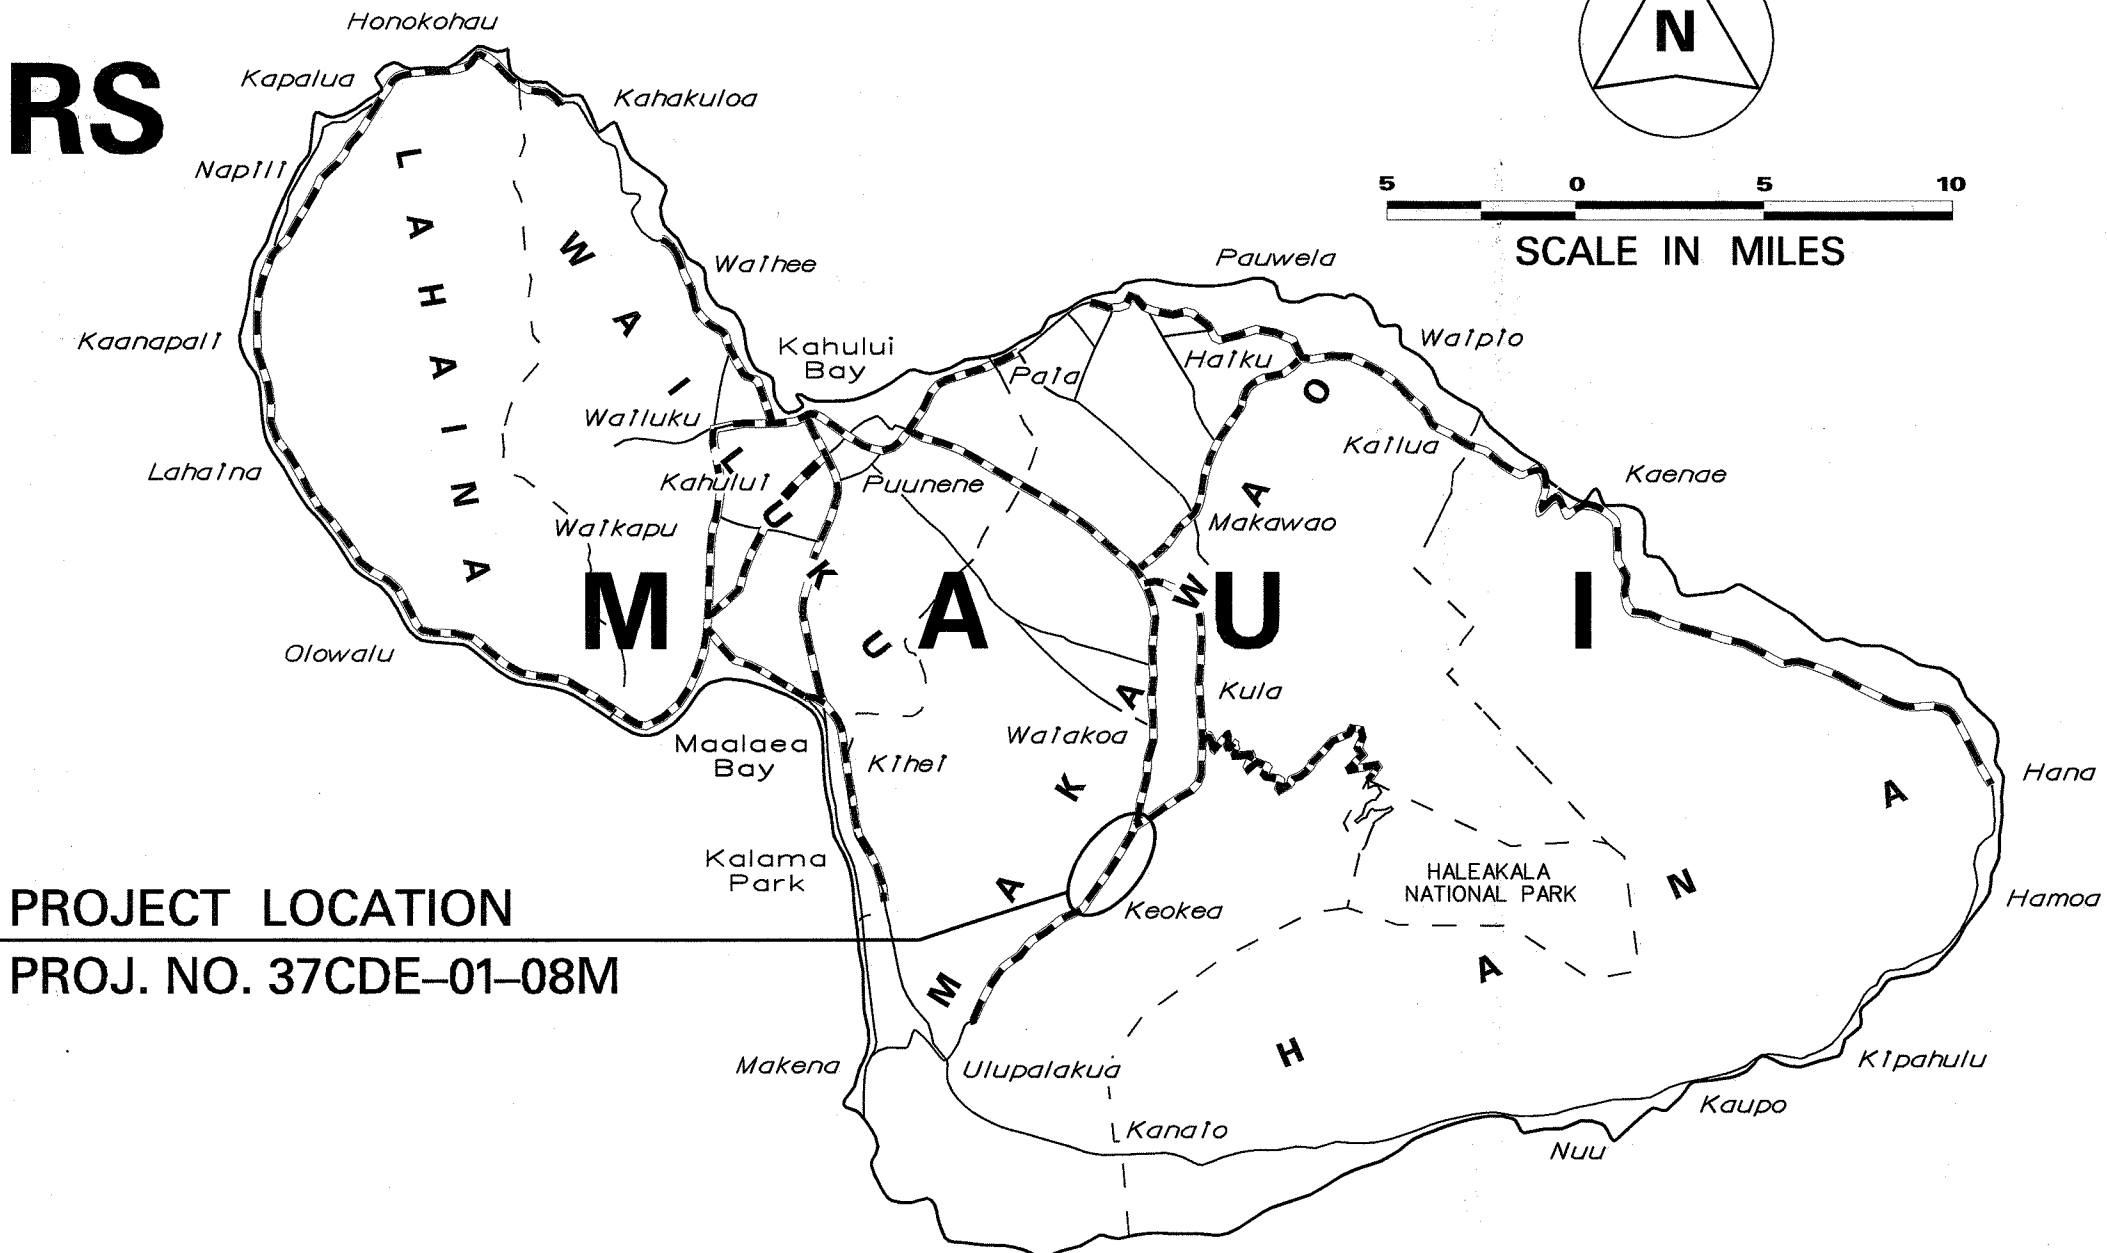 Honokohau
N
RS
Kapalua
Kahakuloa
Napili
5 0 5 10
SCALE IN MILES
LAHAINA
WAILUKU
Waihee
Pauwela
Kaanapali
Kahului
Bay
Waipio
Haiku
Paia
Wailuku
Kailua
Lahaina
Kahului
Puunene
Kaenae
Waikapu
Makawao
MAUI
MAKAWAO
Olowalu
Kula
Maalaea
Bay
Waiakoa
Kihei
Hana
HANA
Kalama
Park
HALEAKALA
NATIONAL PARK
Hamoa
PROJECT LOCATION
Keokea
PROJ. NO. 37CDE–01–08M
Makena
Ulupalakua
Kipahulu
Kaupo
Kanaio
Nuu